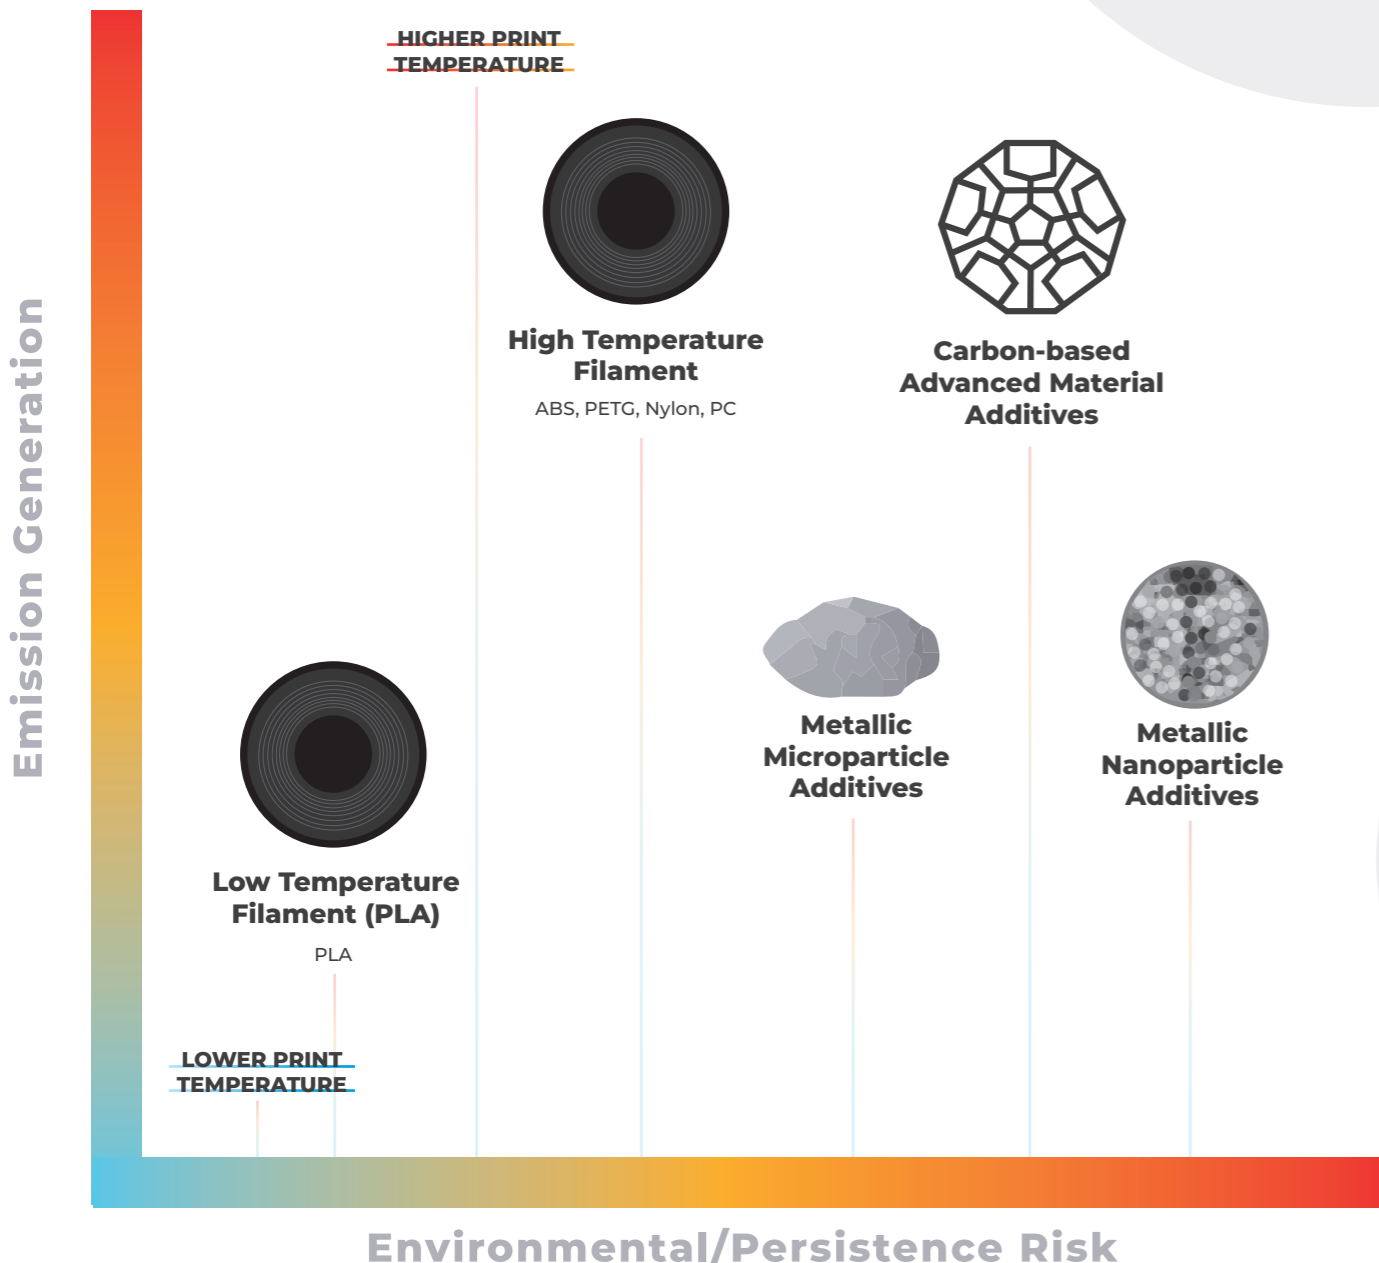 HIGHER PRINT
TEMPERATURE
High Temperature
Filament
ABS, PETG, Nylon, PC
Carbon-based
Advanced Material
Additives
Emission Generation
Metallic
Microparticle
Additives
Metallic
Nanoparticle
Additives
Low Temperature
Filament (PLA)
PLA
LOWER PRINT
TEMPERATURE
Environmental/Persistence Risk